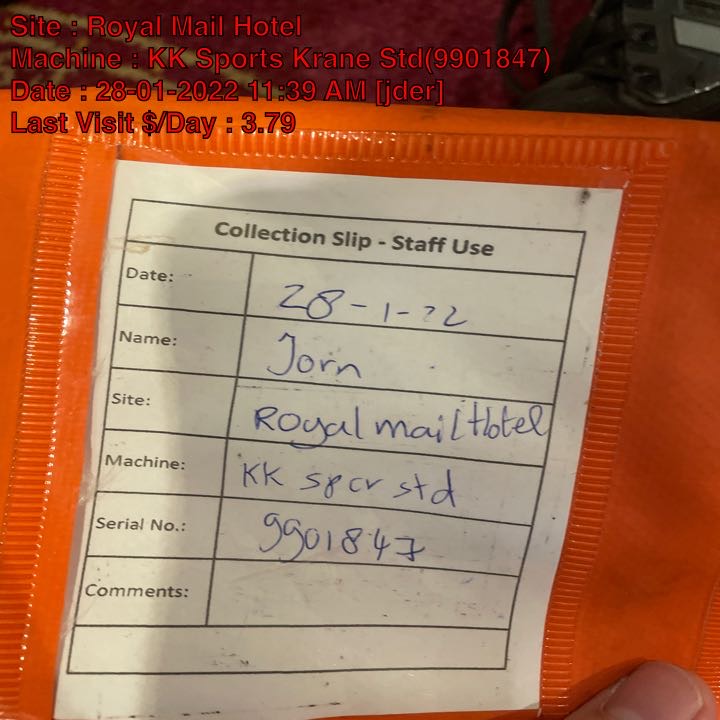 Site : Royal Mail Hotel
Machine : KK Sports Krane Std(9901847)
Date : 28-01-2022 11:39 AM [jder]
Last Visit $/Day : 3.79
Collection Slip - Staff Use
Date: 28-1-22
Name: Jorn
Site: Royal mail Hotel
Machine: KK spcr std
Serial No.: 9901847
Comments: